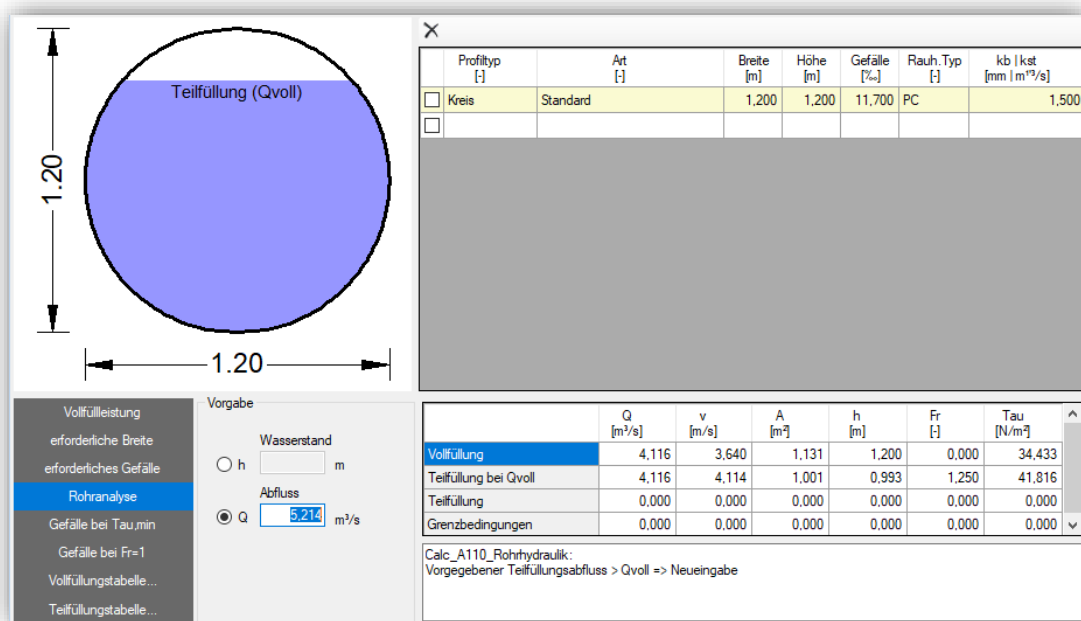 Teilfüllung (Qvoll)
1.20
1.20
Profiltyp Art Breite Höhe Gefälle Rauh.Typ kb | kst
[-] [-] [m] [m] [‰] [-] [mm | m¹'³/s]
Kreis Standard 1,200 1,200 11,700 PC 1,500
Vollfülleistung
erforderliche Breite
erforderliches Gefälle
Rohranalyse
Gefälle bei Tau,min
Gefälle bei Fr=1
Vollfüllungstabelle...
Teilfüllungstabelle...
Vorgabe
Wasserstand
h m
Abfluss
Q 5,214 m³/s
Q v A h Fr Tau
[m³/s] [m/s] [m²] [m] [-] [N/m²]
Vollfüllung 4,116 3,640 1,131 1,200 0,000 34,433
Teilfüllung bei Qvoll 4,116 4,114 1,001 0,993 1,250 41,816
Teilfüllung 0,000 0,000 0,000 0,000 0,000 0,000
Grenzbedingungen 0,000 0,000 0,000 0,000 0,000 0,000
Calc_A110_Rohrhydraulik:
Vorgegebener Teilfüllungsabfluss > Qvoll => Neueingabe